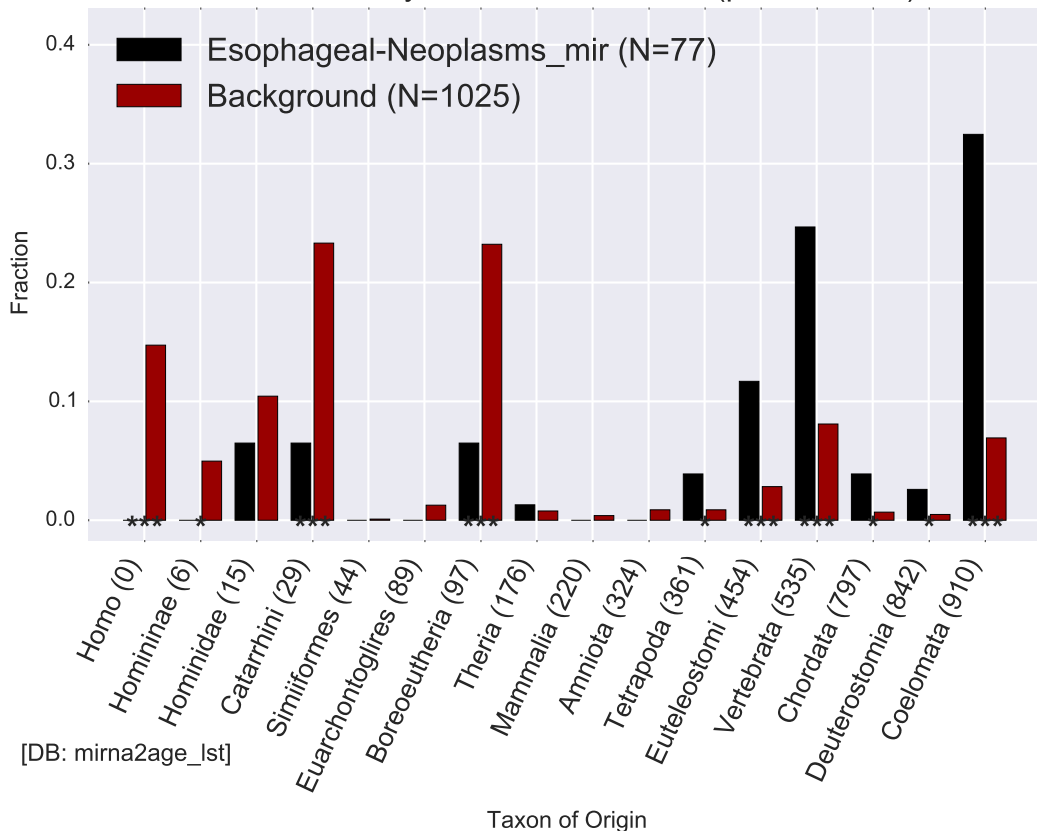 0.4
0.3
0.2
0.1
0.0
Fraction
Esophageal-Neoplasms_mir (N=77)
Background (N=1025)
*** * *** *** * *** *** * * ***
Homo (0)
Homininae (6)
Hominidae (15)
Catarrhini (29)
Simiiformes (44)
Euarchontoglires (89)
Boreoeutheria (97)
Theria (176)
Mammalia (220)
Amniota (324)
Tetrapoda (361)
Euteleostomi (454)
Vertebrata (535)
Chordata (797)
Deuterostomia (842)
Coelomata (910)
[DB: mirna2age_lst]
Taxon of Origin